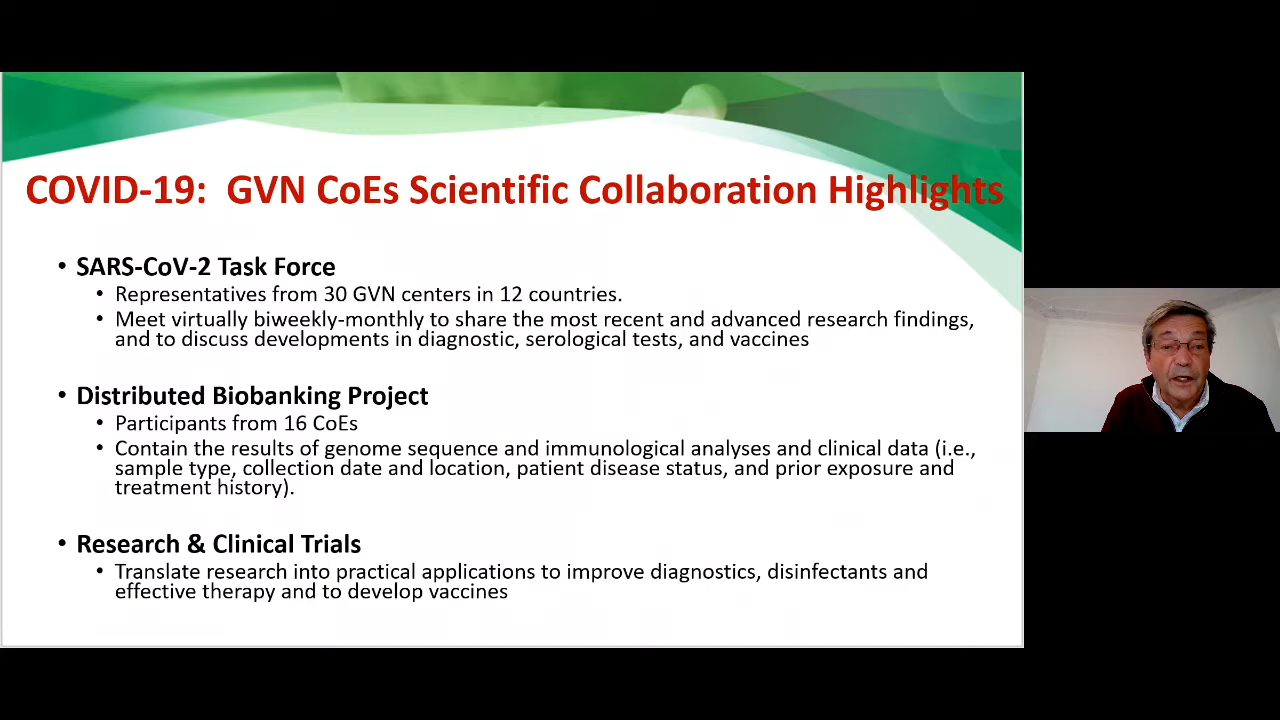 COVID-19: GVN CoEs Scientific Collaboration Highlights
• SARS-CoV-2 Task Force
• Representatives from 30 GVN centers in 12 countries.
• Meet virtually biweekly-monthly to share the most recent and advanced research findings,
and to discuss developments in diagnostic, serological tests, and vaccines
• Distributed Biobanking Project
• Participants from 16 CoEs
• Contain the results of genome sequence and immunological analyses and clinical data (i.e.,
sample type, collection date and location, patient disease status, and prior exposure and
treatment history).
• Research & Clinical Trials
• Translate research into practical applications to improve diagnostics, disinfectants and
effective therapy and to develop vaccines